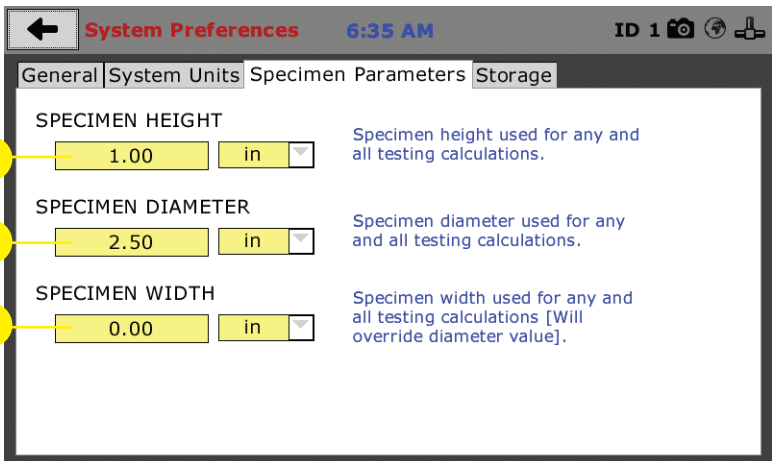 System Preferences 6:35 AM ID 1
General System Units Specimen Parameters Storage
SPECIMEN HEIGHT
1.00 in
Specimen height used for any and
all testing calculations.
SPECIMEN DIAMETER
2.50 in
Specimen diameter used for any
and all testing calculations.
SPECIMEN WIDTH
0.00 in
Specimen width used for any and
all testing calculations [Will
override diameter value].